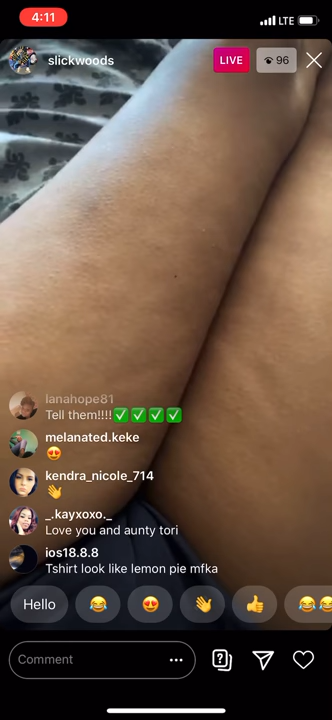 4:11
LTE
slickwoods
LIVE
96
lanahope81
Tell them!!!!✅✅✅✅
melanated.keke
😍
kendra_nicole_714
👋
_.kayxoxo._
Love you and aunty tori
ios18.8.8
Tshirt look like lemon pie mfka
Hello 😂 😍 👋 👍 😂😂
Comment